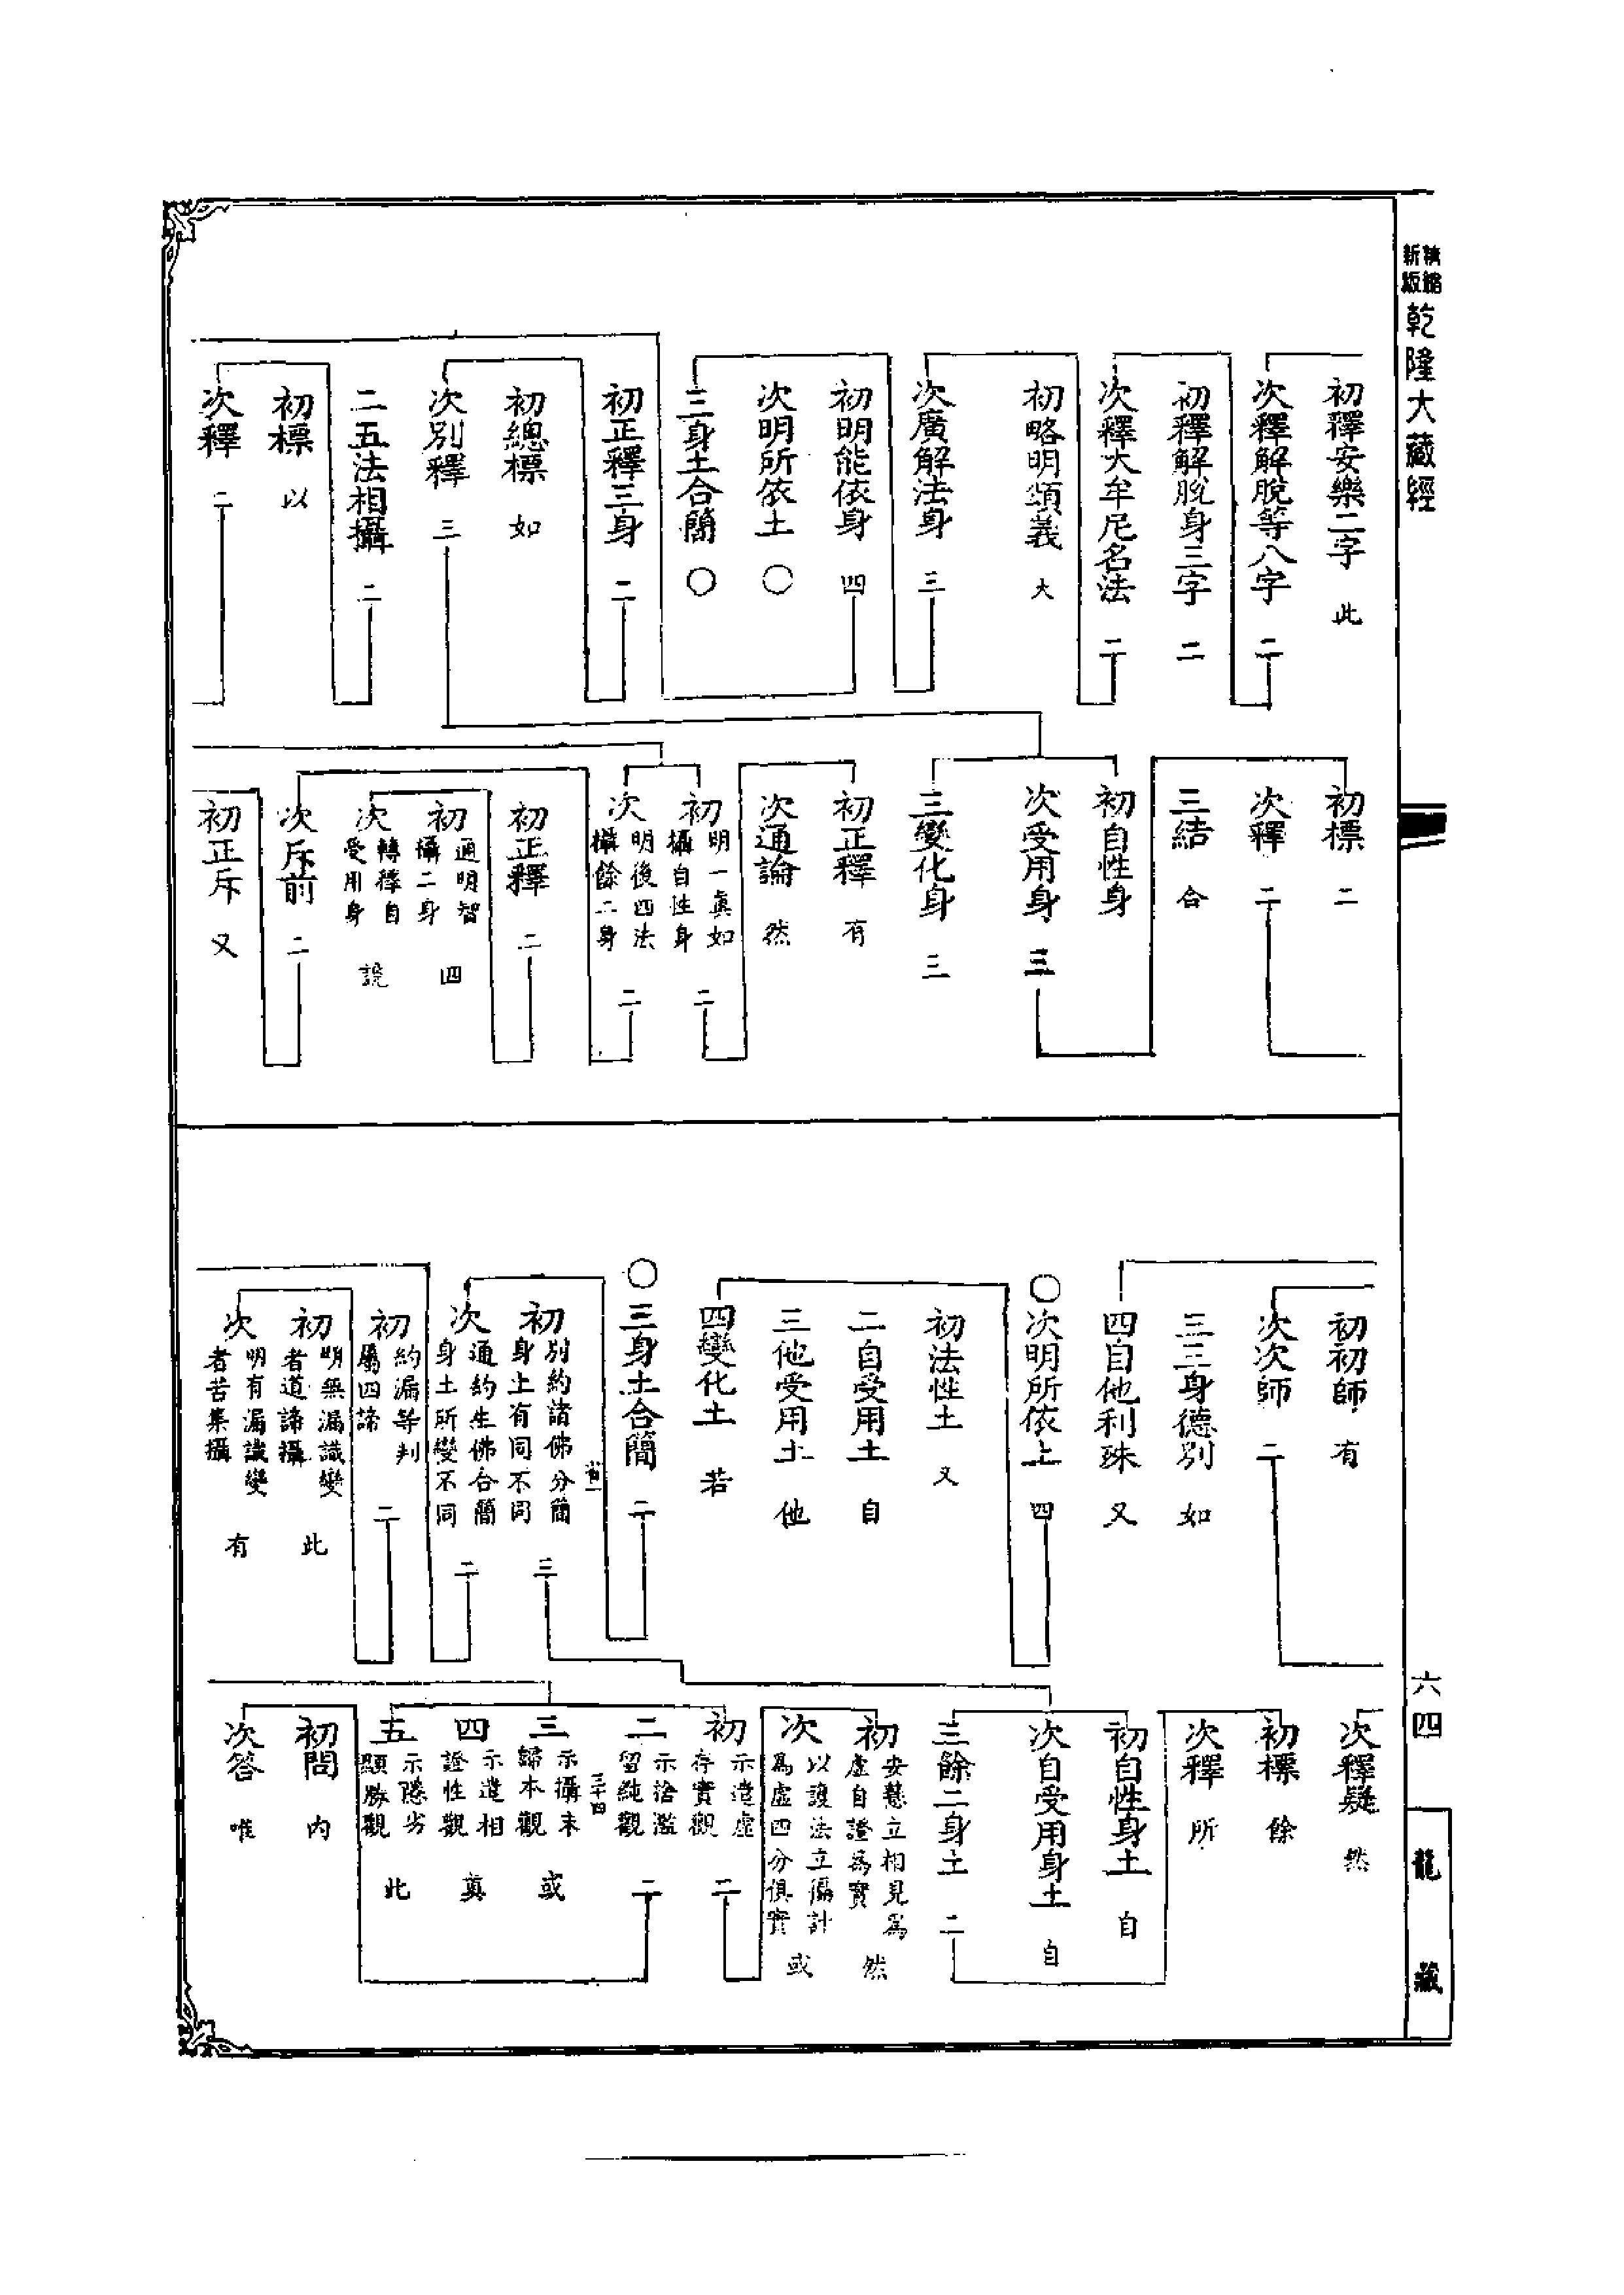 精縮
新版
乾隆大藏經
初釋安樂二字 此
次釋解脫等八字 二
初釋解脫身三字 二
次釋大牟尼名法 二
初略明頌義 大
次廣解法身 三
初明能依身 四
次明所依土 ○
三身土合簡 ○
初正釋三身 二
初總標 如
次別釋 三
二五法相攝 二
初標 以
次釋 二
初標 二
次釋 二
三結 合
初自性身
次受用身 三
三變化身 三
初正釋 有
次通論 然
初明一真如攝自性身 二
次明後四法攝餘二身 二
初正釋 二
初通明智攝二身 四
次轉釋自受用身 說
次斥前 二
初正斥 又
初初師 有
次次師 二
三三身德別 如
四自他利殊 又
○次明所依土 四
初法性土 又
二自受用土 自
三他受用土 他
四變化土 若
○三身土合簡 二
初別約諸佛分簡身土有同不同 三
次通約生佛合簡身土所變不同 二
初約漏等判屬四諦 二
初明無漏識變者道諦攝 此
次明有漏識變者苦集攝 有
次釋疑 然
初標 餘
次釋 所
初自性身土 自
次自受用身土 自
三餘二身土 二
初安慧立相見為虛自證為實 然
次以護法立徧計為虛四分俱實 或
初示遣虛存實觀 二
二示捨濫留純觀 二
三示攝末歸本觀 三十四 或
四示遣相證性觀 真
五示隱劣顯勝觀 此
初問 內
次答 唯
六四
龍藏